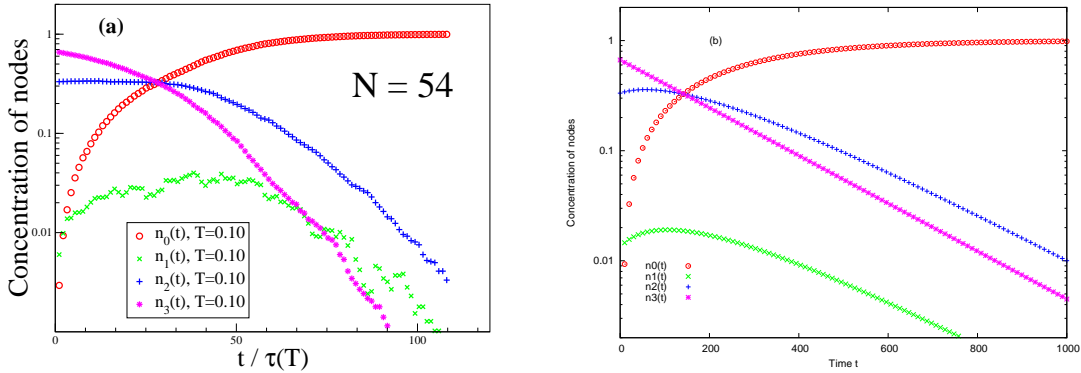 (a)
1
0.1
0.01
Concentration of nodes
N = 54
n0(t), T=0.10
n1(t), T=0.10
n2(t), T=0.10
n3(t), T=0.10
0 50 100
t / τ(T)
(b)
1
0.1
0.01
Concentration of nodes
n0(t)
n1(t)
n2(t)
n3(t)
0 200 400 600 800 1000
Time t